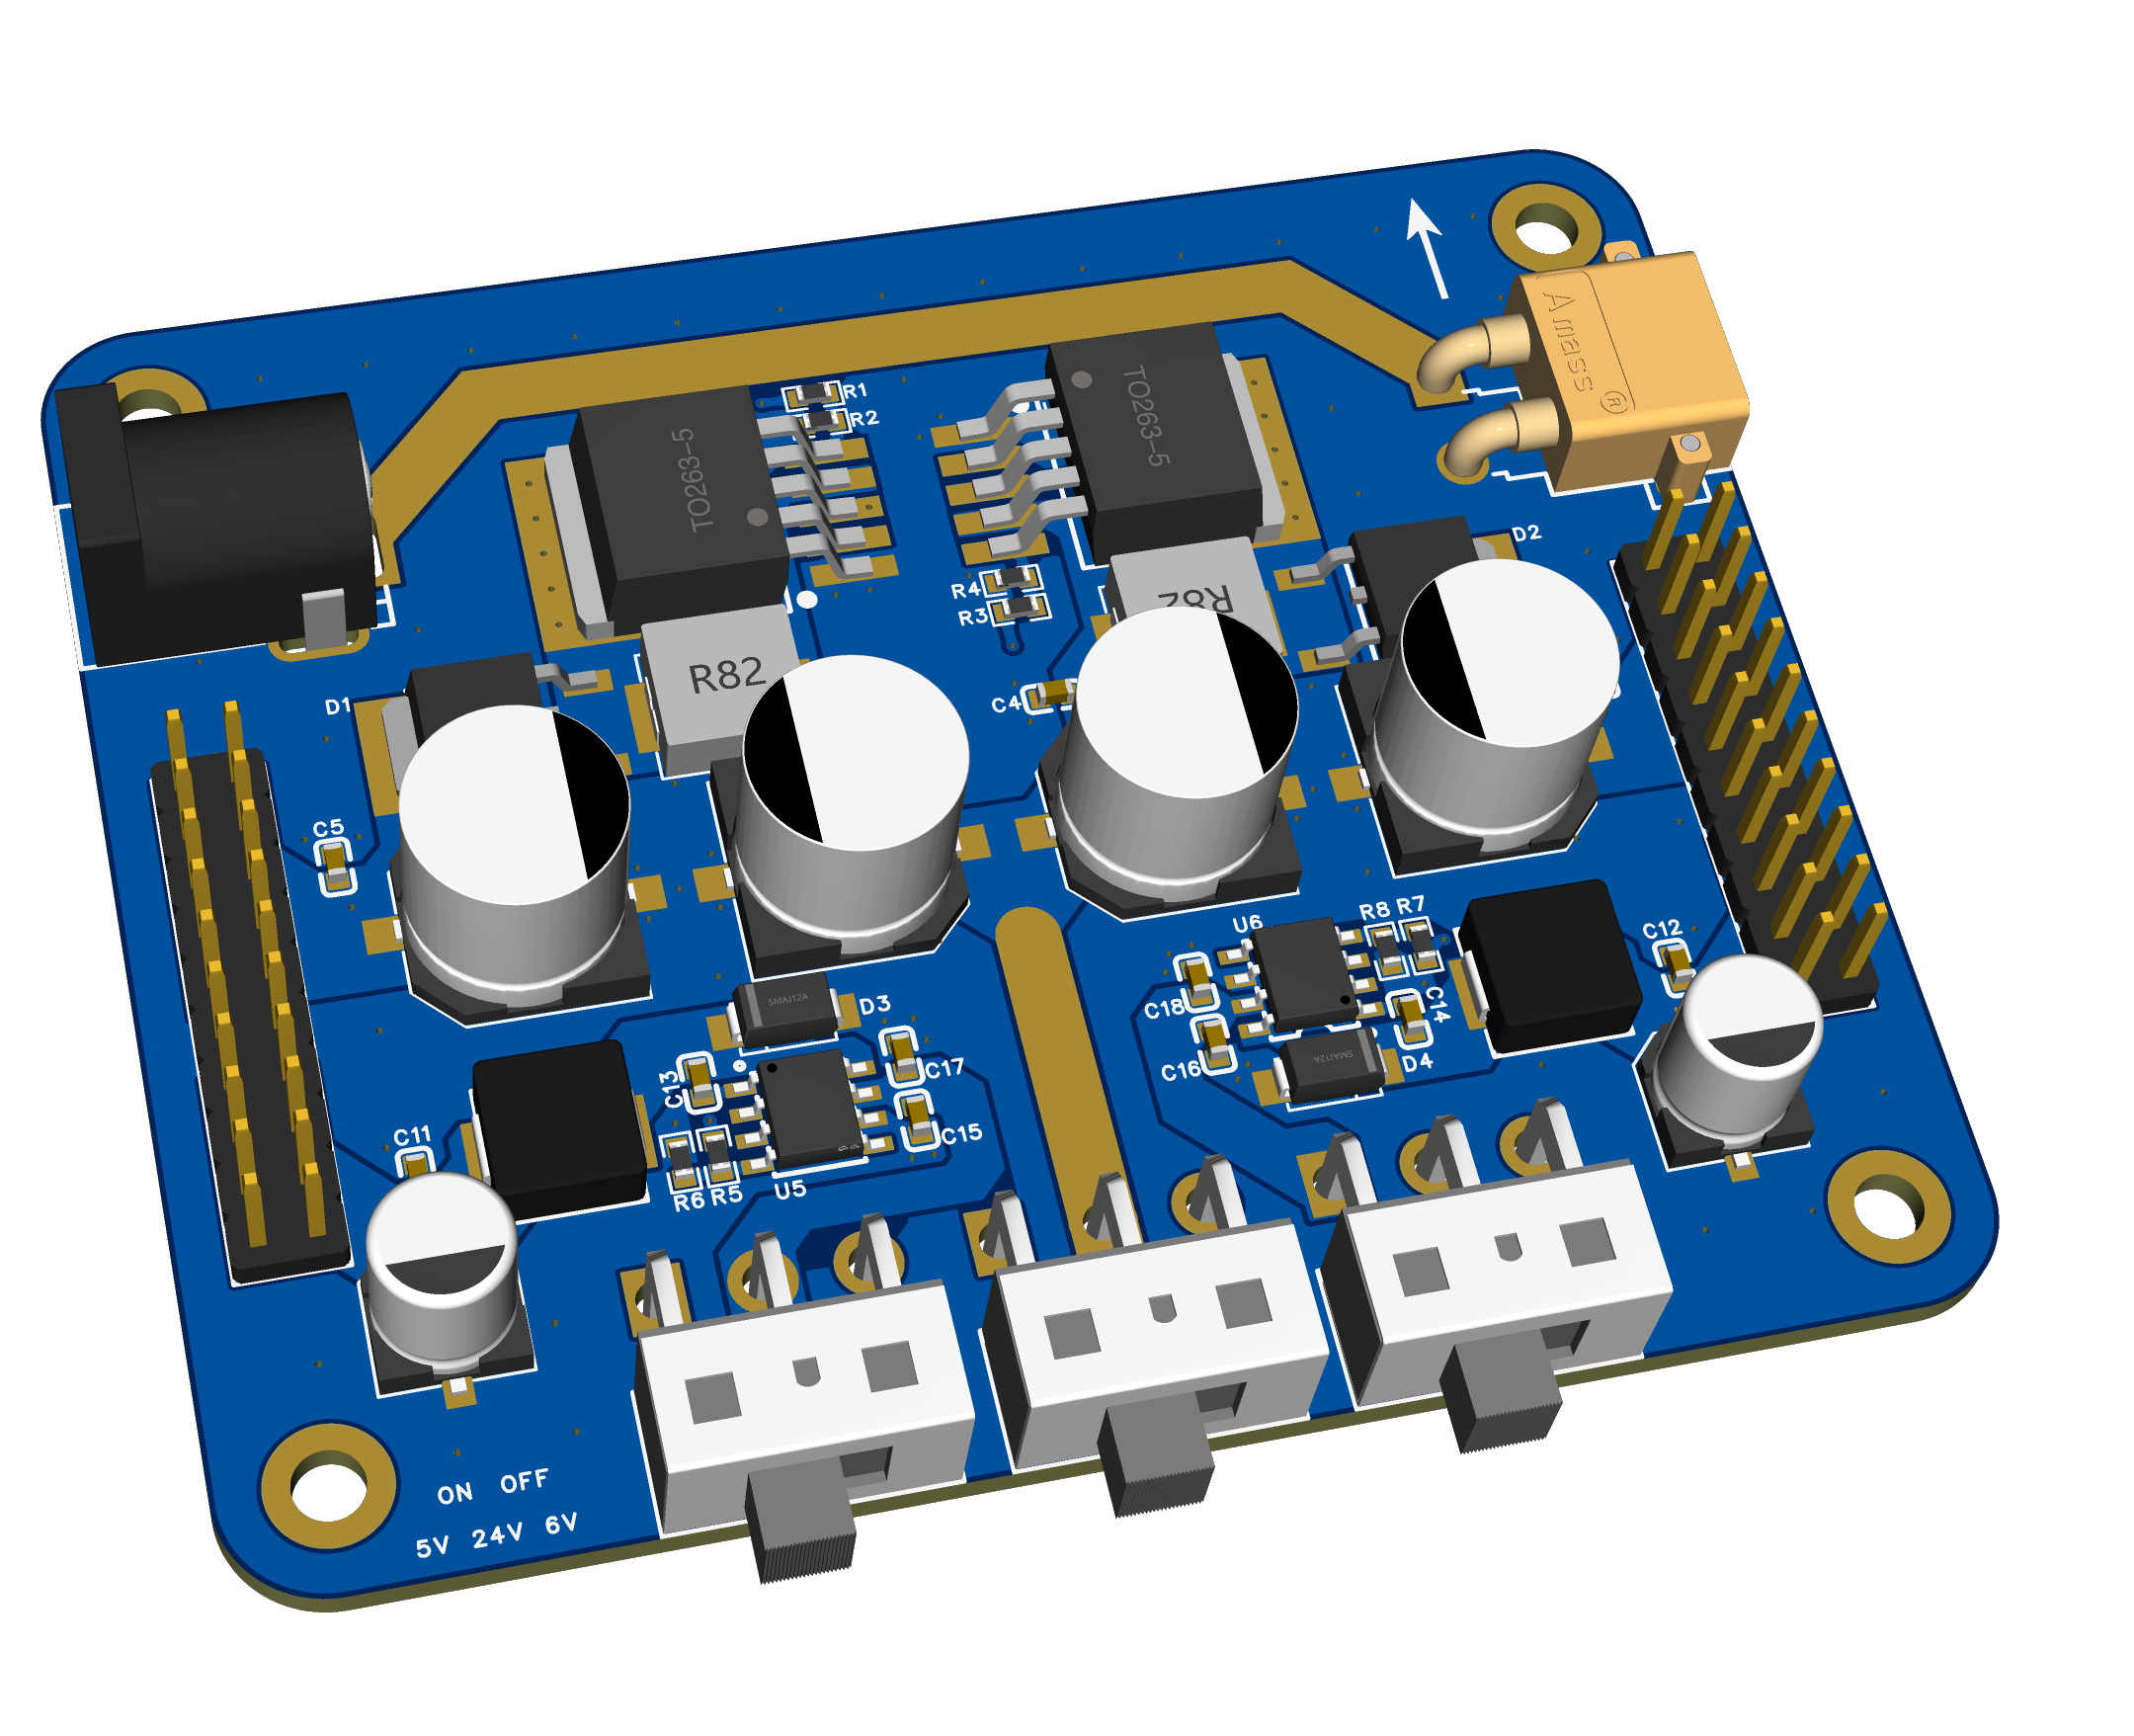 Amass
®
R1
R2
TO263-5
TO263-5
D2
R4
R3
R82
R82
D1
C4
C5
U6
R8 R7
C12
SMAJ12A
D3
C18
C14
C16
SMAJ12A
D4
C13
C17
C15
C11
R6 R5
U5
ON OFF
5V 24V 6V